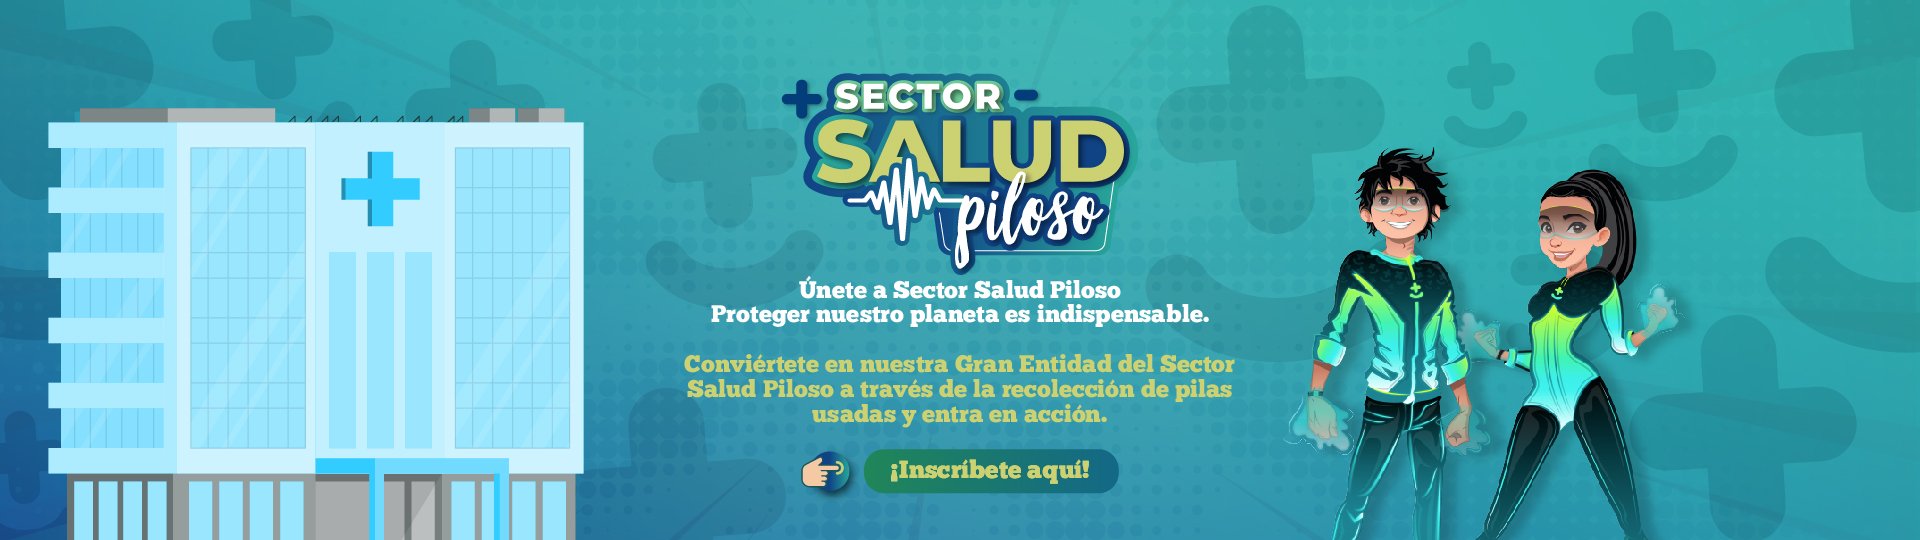 + SECTOR -
SALUD
piloso
Únete a Sector Salud Piloso
Proteger nuestro planeta es indispensable.
Conviértete en nuestra Gran Entidad del Sector
Salud Piloso a través de la recolección de pilas
usadas y entra en acción.
¡Inscríbete aquí!